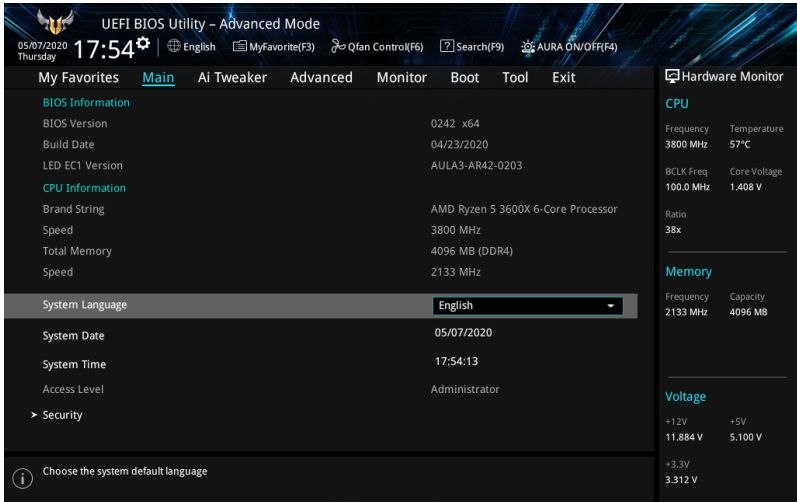 UEFI BIOS Utility – Advanced Mode
05/07/2020
Thursday
17:54
English
MyFavorite(F3)
Qfan Control(F6)
? Search(F9)
AURA ON/OFF(F4)
My Favorites Main Ai Tweaker Advanced Monitor Boot Tool Exit
BIOS Information
BIOS Version 0242 x64
Build Date 04/23/2020
LED EC1 Version AULA3-AR42-0203
CPU Information
Brand String AMD Ryzen 5 3600X 6-Core Processor
Speed 3800 MHz
Total Memory 4096 MB (DDR4)
Speed 2133 MHz
System Language English
System Date 05/07/2020
System Time 17:54:13
Access Level Administrator
> Security
i Choose the system default language
Hardware Monitor
CPU
Frequency Temperature
3800 MHz 57°C
BCLK Freq Core Voltage
100.0 MHz 1.408 V
Ratio
38x
Memory
Frequency Capacity
2133 MHz 4096 MB
Voltage
+12V +5V
11.884 V 5.100 V
+3.3V
3.312 V